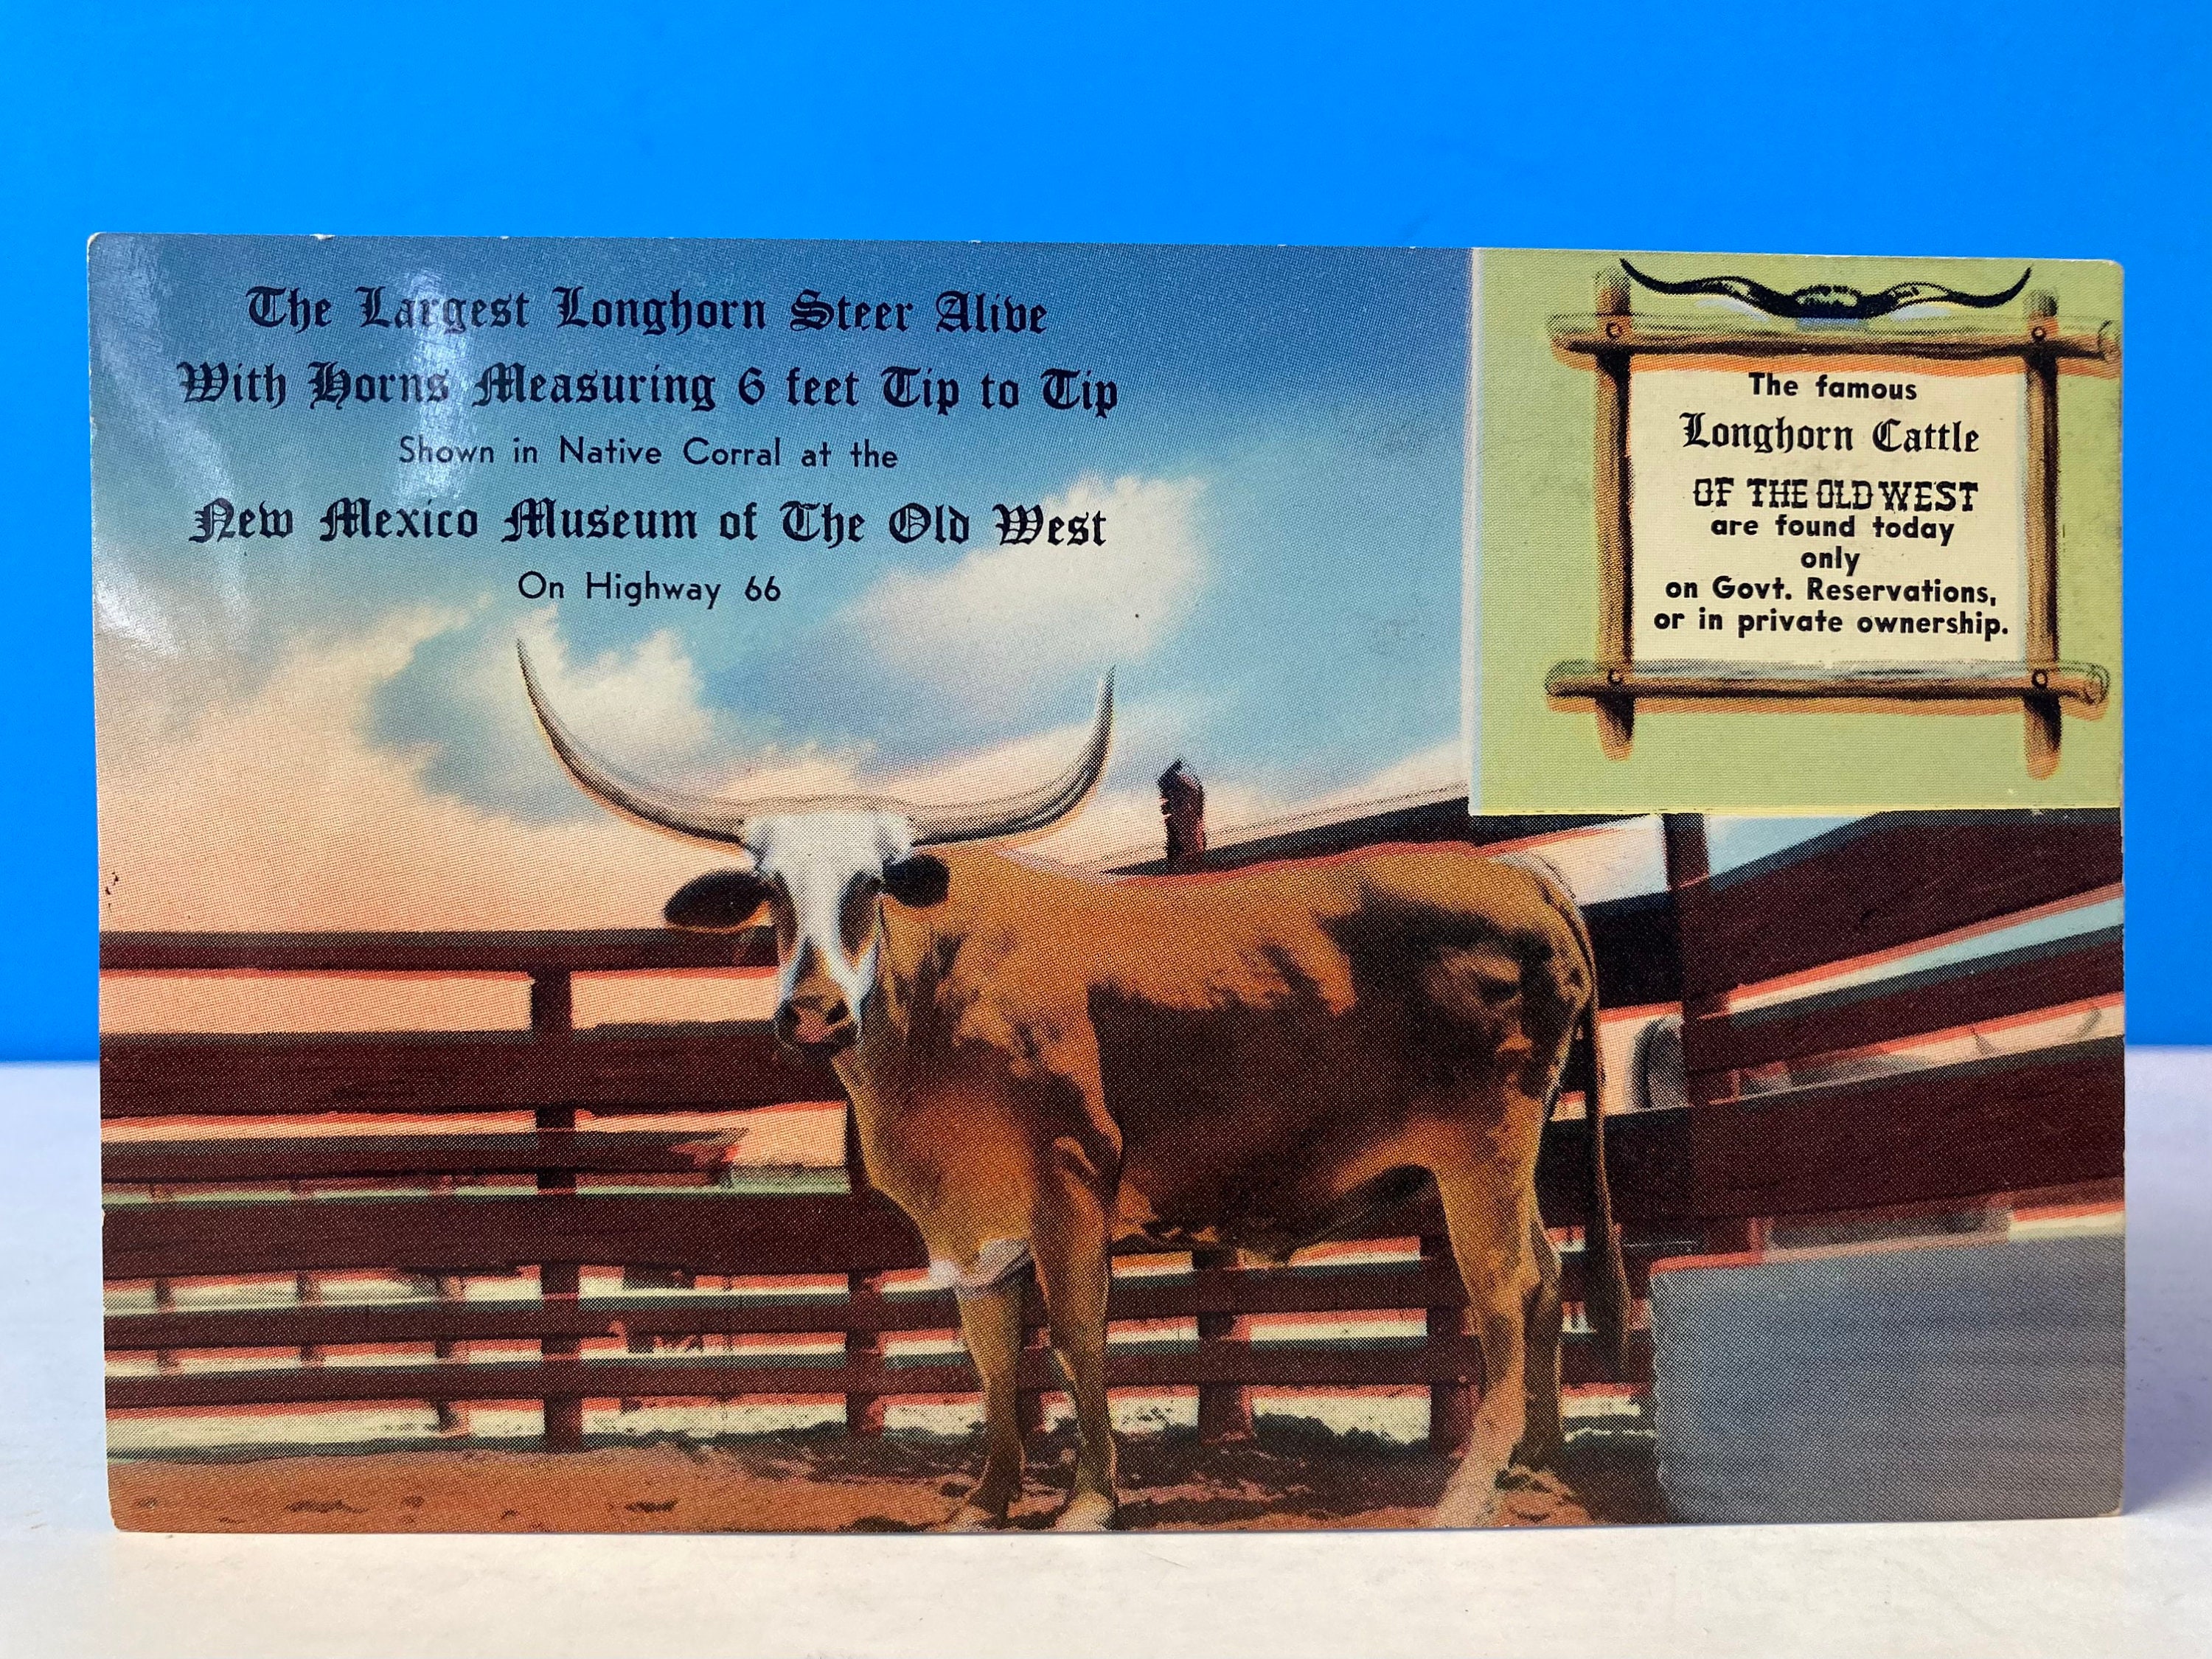 The Largest Longhorn Steer Alive
With Horns Measuring 6 feet Tip to Tip
Shown in Native Corral at the
New Mexico Museum of The Old West
On Highway 66
The famous
Longhorn Cattle
OF THE OLD WEST
are found today
only
on Govt. Reservations,
or in private ownership.